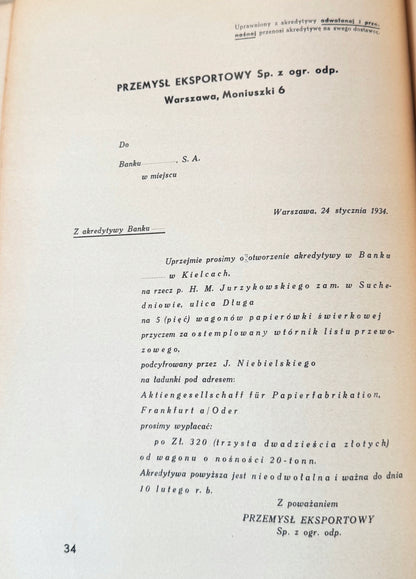 Uprawniony z akredytywy odwołanej i prze-
nośnej przenosi akredytywę na swego dostawcę.
PRZEMYSŁ EKSPORTOWY Sp. z ogr. odp.
Warszawa, Moniuszki 6
Do
Banku ............ S. A.
w miejscu
Warszawa, 24 stycznia 1934.
Z akredytywy Banku ......
Uprzejmie prosimy o otworzenie akredytywy w Banku
............ w Kielcach,
na rzecz p. H. M. Jurzykowskiego zam. w Suche-
dniowie, ulica Długa
na 5 (pięć) wagonów papierówki świerkowej
przyczem za ostemplowany wtórnik listu przewo-
zowego,
podcyfrowany przez J. Niebielskiego
na ładunki pod adresem:
Aktiengesellschaft für Papierfabrikation,
Frankfurt a/Oder
prosimy wypłacać:
po Zł. 320 (trzysta dwadzieścia złotych)
od wagonu o nośności 20-tonn.
Akredytywa powyższa jest nieodwołalna i ważna do dnia
10 lutego r. b.
Z poważaniem
PRZEMYSŁ EKSPORTOWY
Sp. z ogr. odp.
34